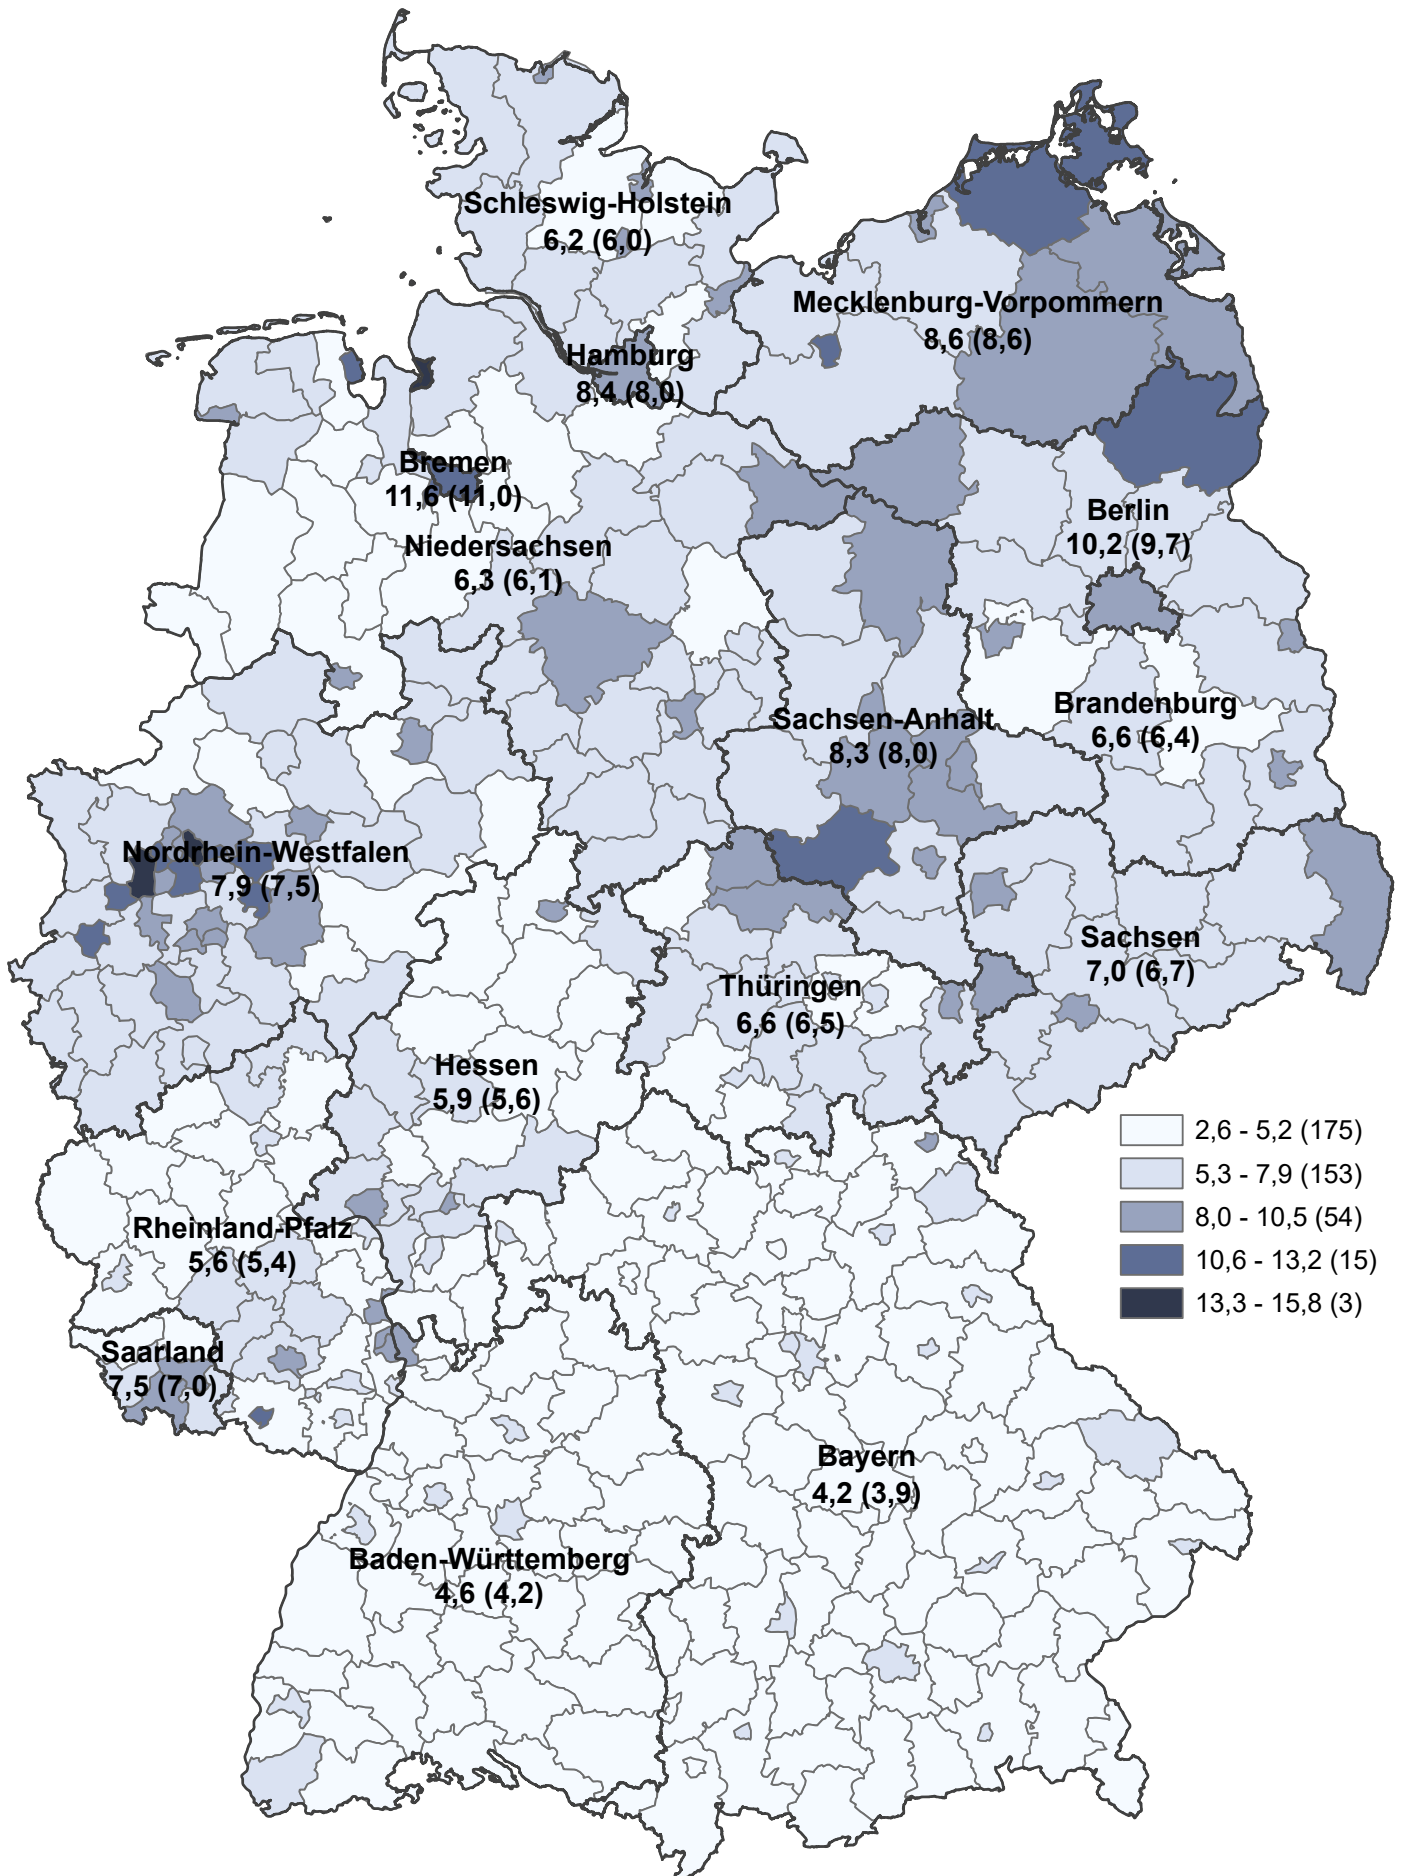 Schleswig-Holstein
6,2 (6,0)
Mecklenburg-Vorpommern
8,6 (8,6)
Hamburg
8,4 (8,0)
Bremen
11,6 (11,0)
Berlin
10,2 (9,7)
Niedersachsen
6,3 (6,1)
Brandenburg
6,6 (6,4)
Sachsen-Anhalt
8,3 (8,0)
Nordrhein-Westfalen
7,9 (7,5)
Sachsen
7,0 (6,7)
Thüringen
6,6 (6,5)
Hessen
5,9 (5,6)
2,6 - 5,2 (175)
5,3 - 7,9 (153)
8,0 - 10,5 (54)
10,6 - 13,2 (15)
13,3 - 15,8 (3)
Rheinland-Pfalz
5,6 (5,4)
Saarland
7,5 (7,0)
Bayern
4,2 (3,9)
Baden-Württemberg
4,6 (4,2)